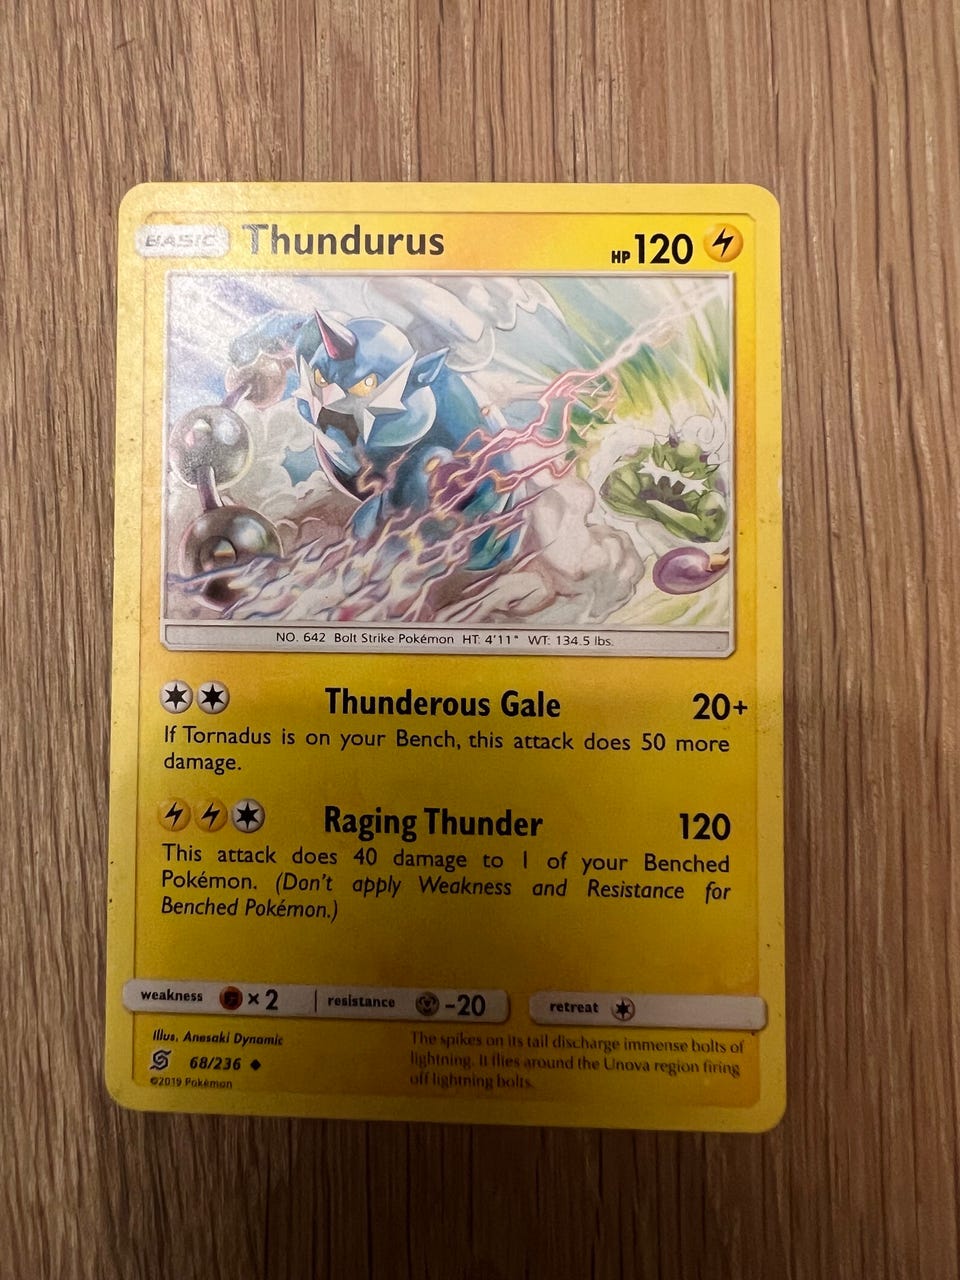 BASIC Thundurus HP 120
NO. 642 Bolt Strike Pokémon HT: 4'11" WT: 134.5 lbs.
Thunderous Gale 20+
If Tornadus is on your Bench, this attack does 50 more
damage.
Raging Thunder 120
This attack does 40 damage to 1 of your Benched
Pokémon. (Don't apply Weakness and Resistance for
Benched Pokémon.)
weakness × 2 resistance -20 retreat
Illus. Anesaki Dynamic
68/236
©2019 Pokémon
The spikes on its tail discharge immense bolts of
lightning. It flies around the Unova region firing
off lightning bolts.